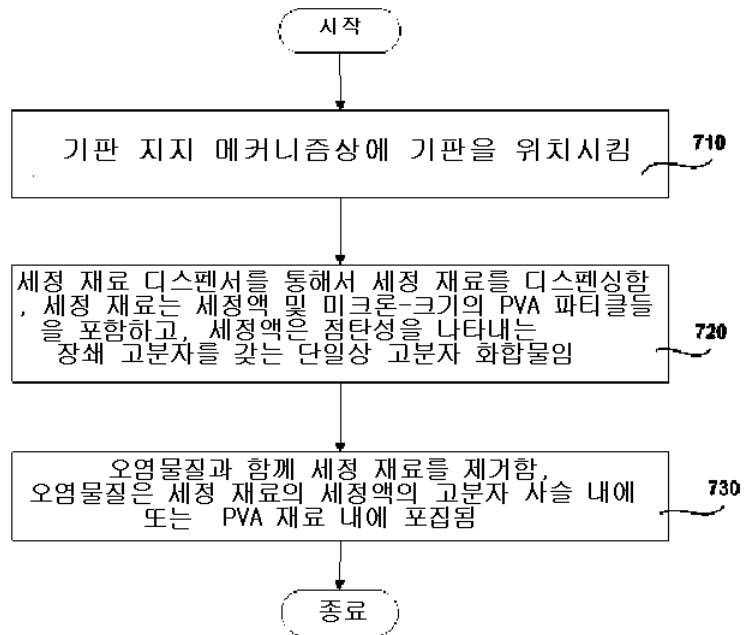 시작
기판 지지 메커니즘상에 기판을 위치시킴
710
세정 재료 디스펜서를 통해서 세정 재료를 디스펜싱함
, 세정 재료는 세정액 및 미크론-크기의 PVA 파티클들
을 포함하고, 세정액은 점탄성을 나타내는
장쇄 고분자를 갖는 단일상 고분자 화합물임
720
오염물질과 함께 세정 재료를 제거함,
오염물질은 세정 재료의 세정액의 고분자 사슬 내에
또는 PVA 재료 내에 포집됨
730
종료